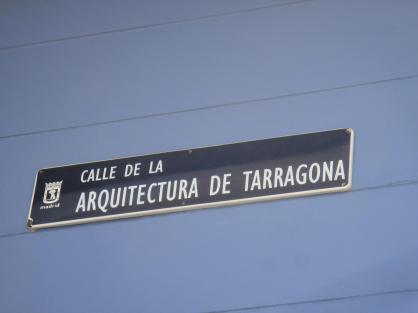 CALLE DE LA
ARQUITECTURA DE TARRAGONA
madrid